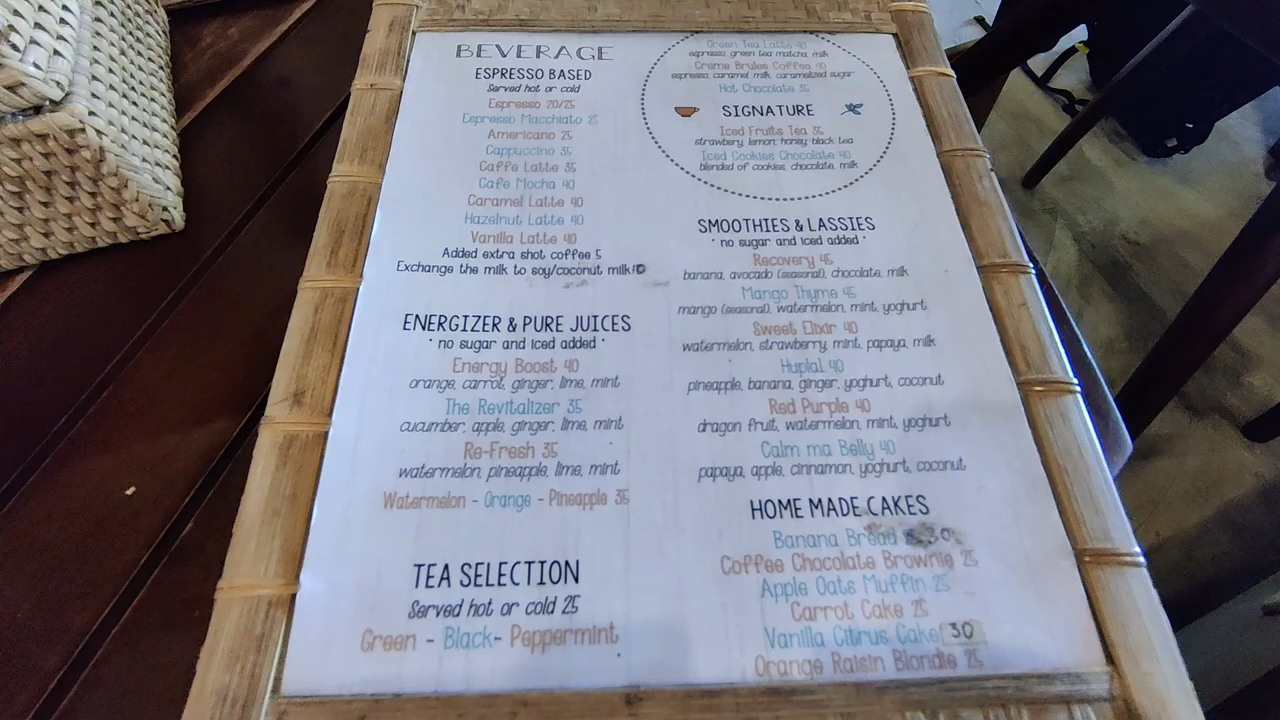 BEVERAGE
ESPRESSO BASED
Served hot or cold
Espresso 20/25
Espresso Macchiato 25
Americano 25
Cappuccino 35
Caffe Latte 35
Cafe Mocha 40
Caramel Latte 40
Hazelnut Latte 40
Vanilla Latte 40
Added extra shot coffee 5
Exchange the milk to soy/coconut milk 10
ENERGIZER & PURE JUICES
• no sugar and iced added •
Energy Boost 40
orange, carrot, ginger, lime, mint
The Revitalizer 35
cucumber, apple, ginger, lime, mint
Re-Fresh 35
watermelon, pineapple, lime, mint
Watermelon - Orange - Pineapple 35
TEA SELECTION
Served hot or cold 25
Green - Black- Peppermint
Green Tea Latte 40
espresso, green tea matcha, milk
Creme Brulee Coffee 40
espresso, caramel, milk, caramelized sugar
Hot Chocolate 35
SIGNATURE
Iced Fruits Tea 35
strawbery, lemon, honey, black tea
Iced Cookies Chocolate 40
blended of cookies, chocolate, milk
SMOOTHIES & LASSIES
• no sugar and iced added •
Recovery 45
banana, avocado (seasonal), chocolate, milk
Mango Thyme 45
mango (seasonal), watermelon, mint, yoghurt
Sweet Elixir 40
watermelon, strawberry, mint, papaya, milk
Huplal 40
pineapple, banana, ginger, yoghurt, coconut
Red Purple 40
dragon fruit, watermelon, mint, yoghurt
Calm ma Belly 40
papaya, apple, cinnamon, yoghurt, coconut
HOME MADE CAKES
Banana Bread 30
Coffee Chocolate Brownie 25
Apple Oats Muffin 25
Carrot Cake 25
Vanilla Citrus Cake 30
Orange Raisin Blondie 25